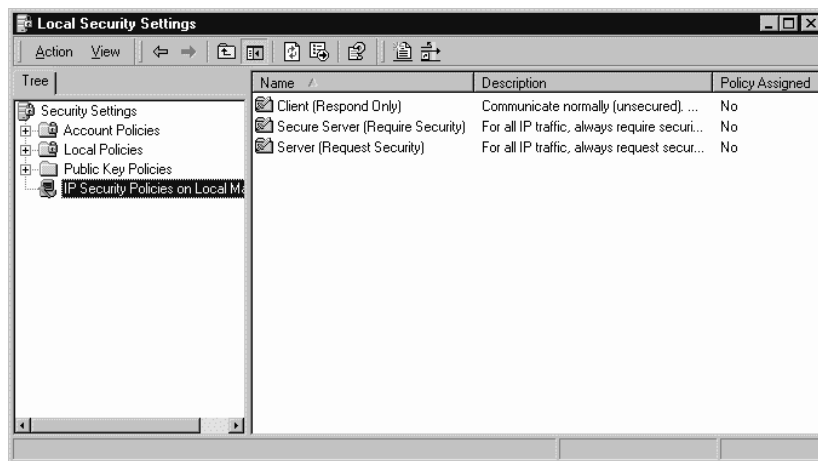 Local Security Settings
Action View
Tree
Name Description Policy Assigned
Security Settings
Account Policies
Local Policies
Public Key Policies
IP Security Policies on Local Ma
Client (Respond Only) Communicate normally (unsecured). ... No
Secure Server (Require Security) For all IP traffic, always require securi... No
Server (Request Security) For all IP traffic, always request secur... No